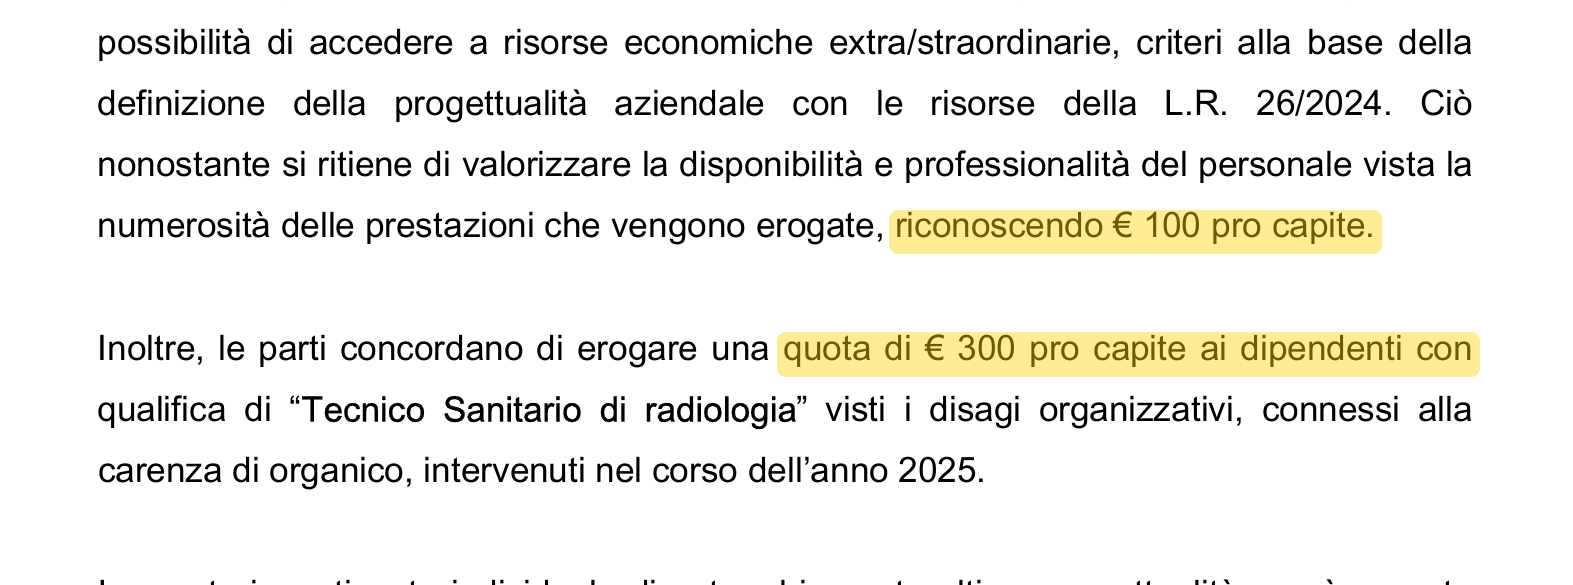 possibilità di accedere a risorse economiche extra/straordinarie, criteri alla base della
definizione della progettualità aziendale con le risorse della L.R. 26/2024. Ciò
nonostante si ritiene di valorizzare la disponibilità e professionalità del personale vista la
numerosità delle prestazioni che vengono erogate, riconoscendo € 100 pro capite.
Inoltre, le parti concordano di erogare una quota di € 300 pro capite ai dipendenti con
qualifica di “Tecnico Sanitario di radiologia” visti i disagi organizzativi, connessi alla
carenza di organico, intervenuti nel corso dell’anno 2025.